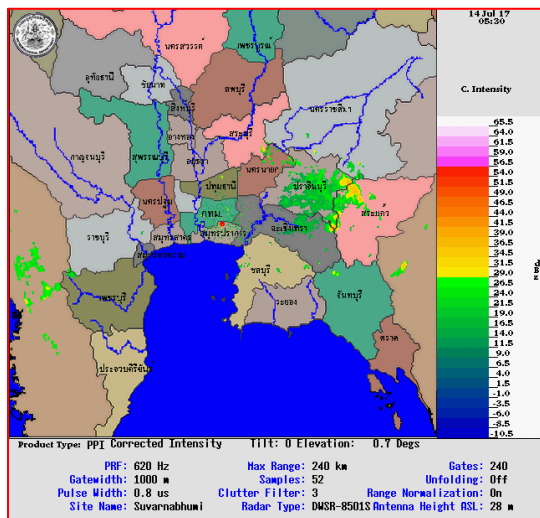 14 Jul 17
05:30
C. Intensity
นครสวรรค์
เพชรบูรณ์
อุทัยธานี
ชัยนาท
ลพบุรี
สิงหบุรี
นครราชสีมา
อ่างทอง
สระบุรี
กาญจนบุรี
สุพรรณบุรี
อยุธยา
นครนายก
ปราจีนบุรี
ปทุมธานี
นครปฐม
กทม.
สระแก้ว
ราชบุรี
สมุทรสาคร
สมุทรปราการ
ฉะเชิงเทรา
ชลบุรี
เพชรบุรี
ระยอง
จันทบุรี
ตราด
ประจวบคีรีขันธ์
65.5
64.0
61.5
59.0
56.5
54.0
51.5
49.0
46.5
44.0
41.5
39.0
36.5
34.0
31.5
29.0
26.5
24.0
21.5
19.0
16.5
14.0
11.5
9.0
6.5
4.0
1.5
-1.0
-3.5
-6.0
-8.5
-10.5
Product Type: PPI Corrected Intensity Tilt: 0 Elevation: 0.7 Degs
PRF: 620 Hz Max Range: 240 km Gates: 240
Gatewidth: 1000 m Samples: 52 Unfolding: Off
Pulse Width: 0.8 us Clutter Filter: 3 Range Normalization: On
Site Name: Suvarnabhumi Radar Type: DWSR-8501S Antenna Height ASL: 28 m